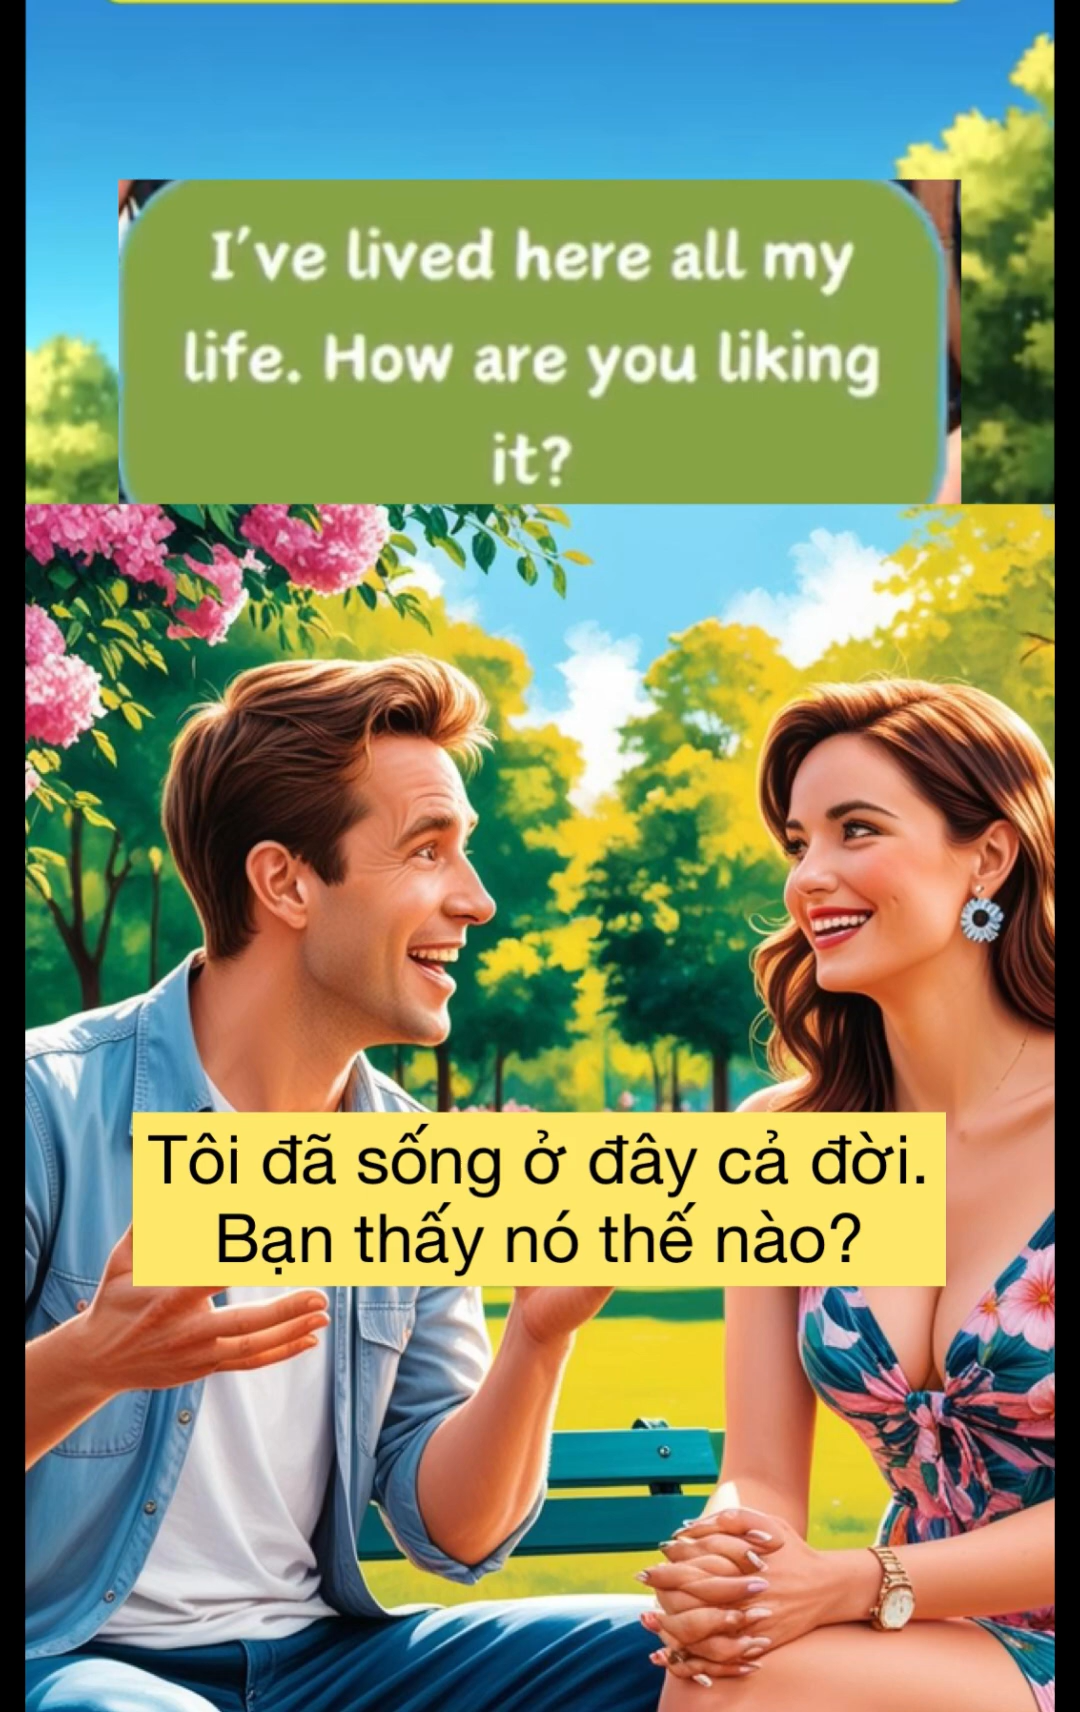 I've lived here all my
life. How are you liking
it?
Tôi đã sống ở đây cả đời.
Bạn thấy nó thế nào?